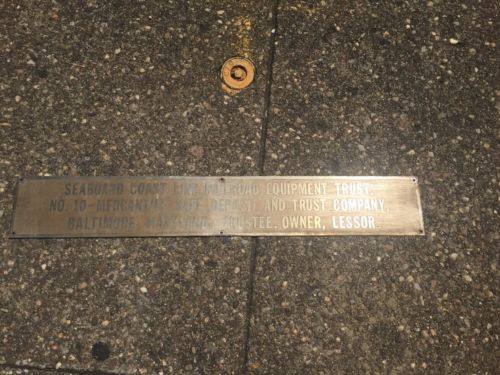 SEABOARD COAST LINE RAILROAD EQUIPMENT TRUST,
NO. 10-MERCANTILE SAFE DEPOSIT AND TRUST COMPANY,
BALTIMORE, MARYLAND, TRUSTEE, OWNER, LESSOR